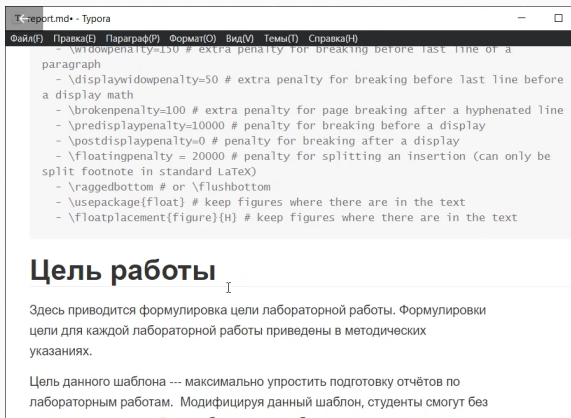 report.md• - Typora
Файл(F) Правка(E) Параграф(P) Формат(O) Вид(V) Темы(T) Справка(H)
- \widowpenalty=150 # extra penalty for breaking before last line of a
paragraph
- \displaywidowpenalty=50 # extra penalty for breaking before last line before
a display math
- \brokenpenalty=100 # extra penalty for page breaking after a hyphenated line
- \predisplaypenalty=10000 # penalty for breaking before a display
- \postdisplaypenalty=0 # penalty for breaking after a display
- \floatingpenalty = 20000 # penalty for splitting an insertion (can only be
split footnote in standard LaTeX)
- \raggedbottom # or \flushbottom
- \usepackage{float} # keep figures where there are in the text
- \floatplacement{figure}{H} # keep figures where there are in the text
Цель работы
Здесь приводится формулировка цели лабораторной работы. Формулировки
цели для каждой лабораторной работы приведены в методических
указаниях.
Цель данного шаблона --- максимально упростить подготовку отчётов по
лабораторным работам. Модифицируя данный шаблон, студенты смогут без